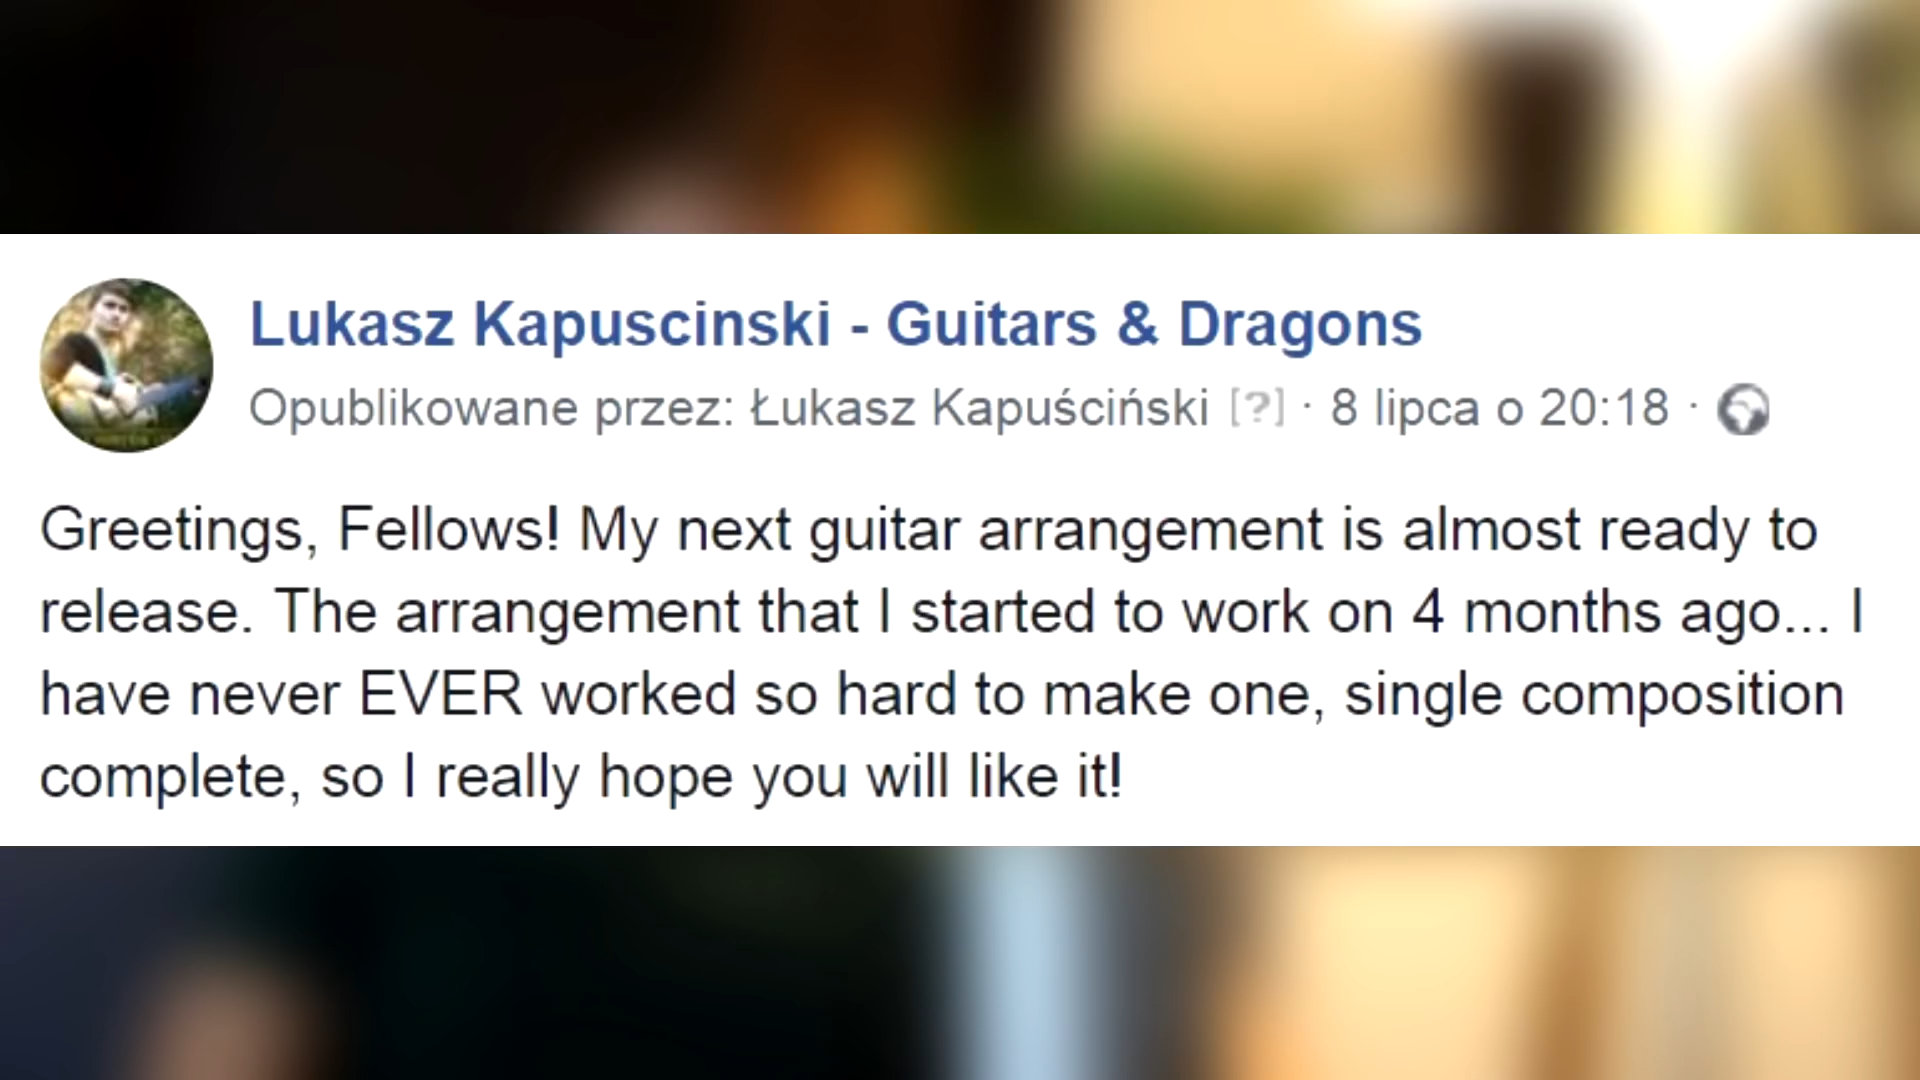 Lukasz Kapuscinski - Guitars & Dragons
Opublikowane przez: Łukasz Kapuściński [?] · 8 lipca o 20:18 ·
Greetings, Fellows! My next guitar arrangement is almost ready to
release. The arrangement that I started to work on 4 months ago... I
have never EVER worked so hard to make one, single composition
complete, so I really hope you will like it!